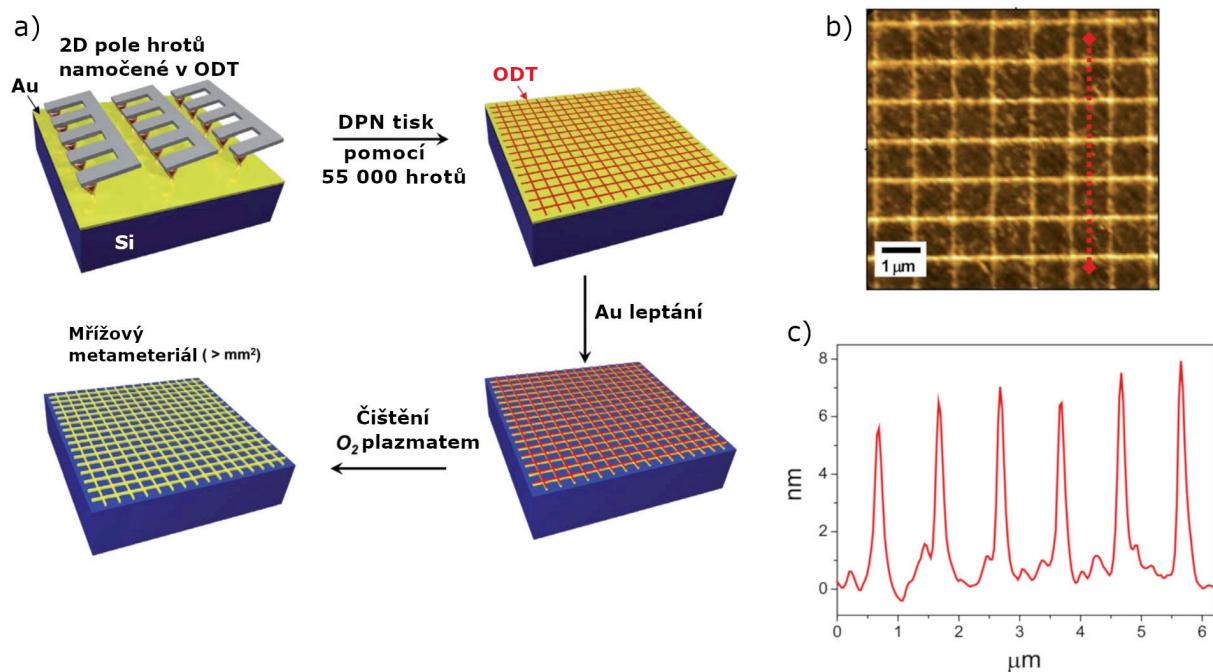 a)
2D pole hrotů
namočené v ODT
Au
Si
DPN tisk
pomocí
55 000 hrotů
ODT
Au leptání
Čištění
O2 plazmatem
Mřížový
metameteriál ( > mm²)
b)
1 μm
c)
nm
8
6
4
2
0
0 1 2 3 4 5 6
μm